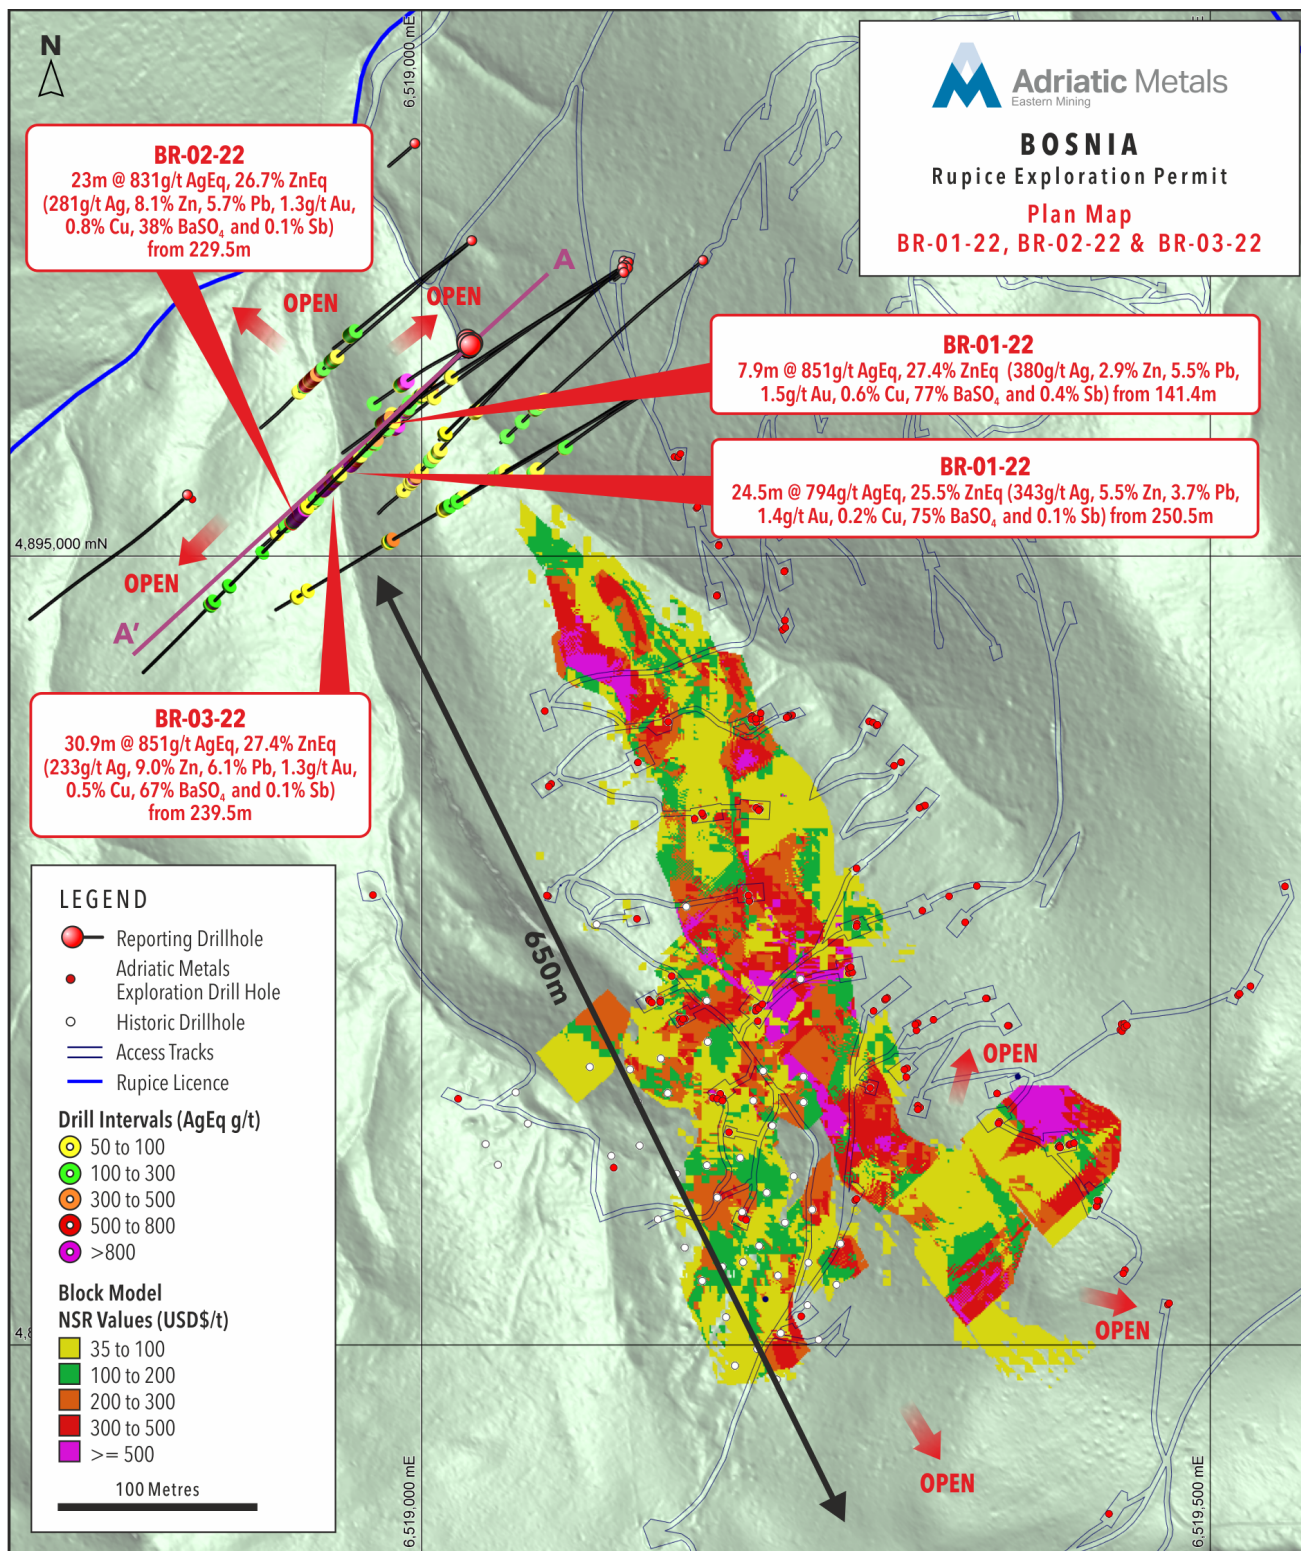 N
6,519,000 mE
Adriatic Metals
Eastern Mining
BOSNIA
Rupice Exploration Permit
Plan Map
BR-01-22, BR-02-22 & BR-03-22
BR-02-22
23m @ 831g/t AgEq, 26.7% ZnEq
(281g/t Ag, 8.1% Zn, 5.7% Pb, 1.3g/t Au,
0.8% Cu, 38% BaSO₄ and 0.1% Sb)
from 229.5m
A
OPEN
OPEN
BR-01-22
7.9m @ 851g/t AgEq, 27.4% ZnEq (380g/t Ag, 2.9% Zn, 5.5% Pb,
1.5g/t Au, 0.6% Cu, 77% BaSO₄ and 0.4% Sb) from 141.4m
BR-01-22
24.5m @ 794g/t AgEq, 25.5% ZnEq (343g/t Ag, 5.5% Zn, 3.7% Pb,
1.4g/t Au, 0.2% Cu, 75% BaSO₄ and 0.1% Sb) from 250.5m
4,895,000 mN
OPEN
A'
BR-03-22
30.9m @ 851g/t AgEq, 27.4% ZnEq
(233g/t Ag, 9.0% Zn, 6.1% Pb, 1.3g/t Au,
0.5% Cu, 67% BaSO₄ and 0.1% Sb)
from 239.5m
650m
LEGEND
Reporting Drillhole
Adriatic Metals
Exploration Drill Hole
Historic Drillhole
Access Tracks
Rupice Licence
Drill Intervals (AgEq g/t)
50 to 100
100 to 300
300 to 500
500 to 800
>800
Block Model
NSR Values (USD$/t)
35 to 100
100 to 200
200 to 300
300 to 500
>= 500
100 Metres
OPEN
OPEN
OPEN
6,519,000 mE
6,519,500 mE